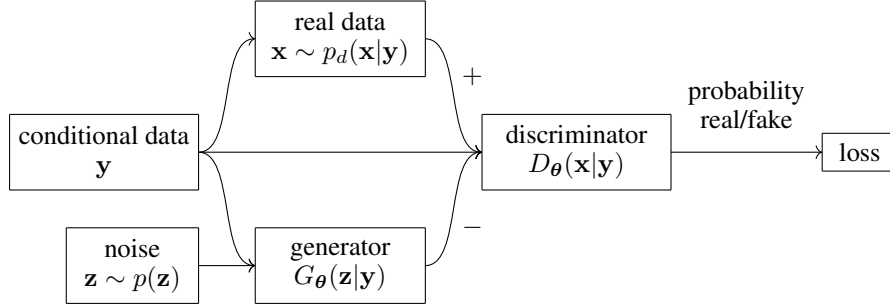 real data
𝐱 ∼ p_d(𝐱|𝐲)
+
probability
real/fake
conditional data
𝐲
discriminator
D_𝜽(𝐱|𝐲)
loss
−
noise
𝐳 ∼ p(𝐳)
generator
G_𝜽(𝐳|𝐲)